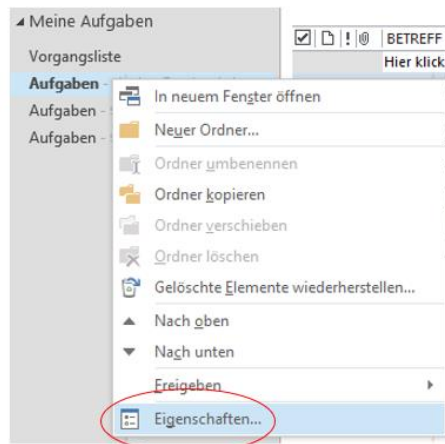 Meine Aufgaben
BETREFF
Vorgangsliste
Hier klick
Aufgaben -
Aufgaben -
Aufgaben -
In neuem Fenster öffnen
Neuer Ordner...
Ordner umbenennen
Ordner kopieren
Ordner verschieben
Ordner löschen
Gelöschte Elemente wiederherstellen...
Nach oben
Nach unten
Freigeben
Eigenschaften...